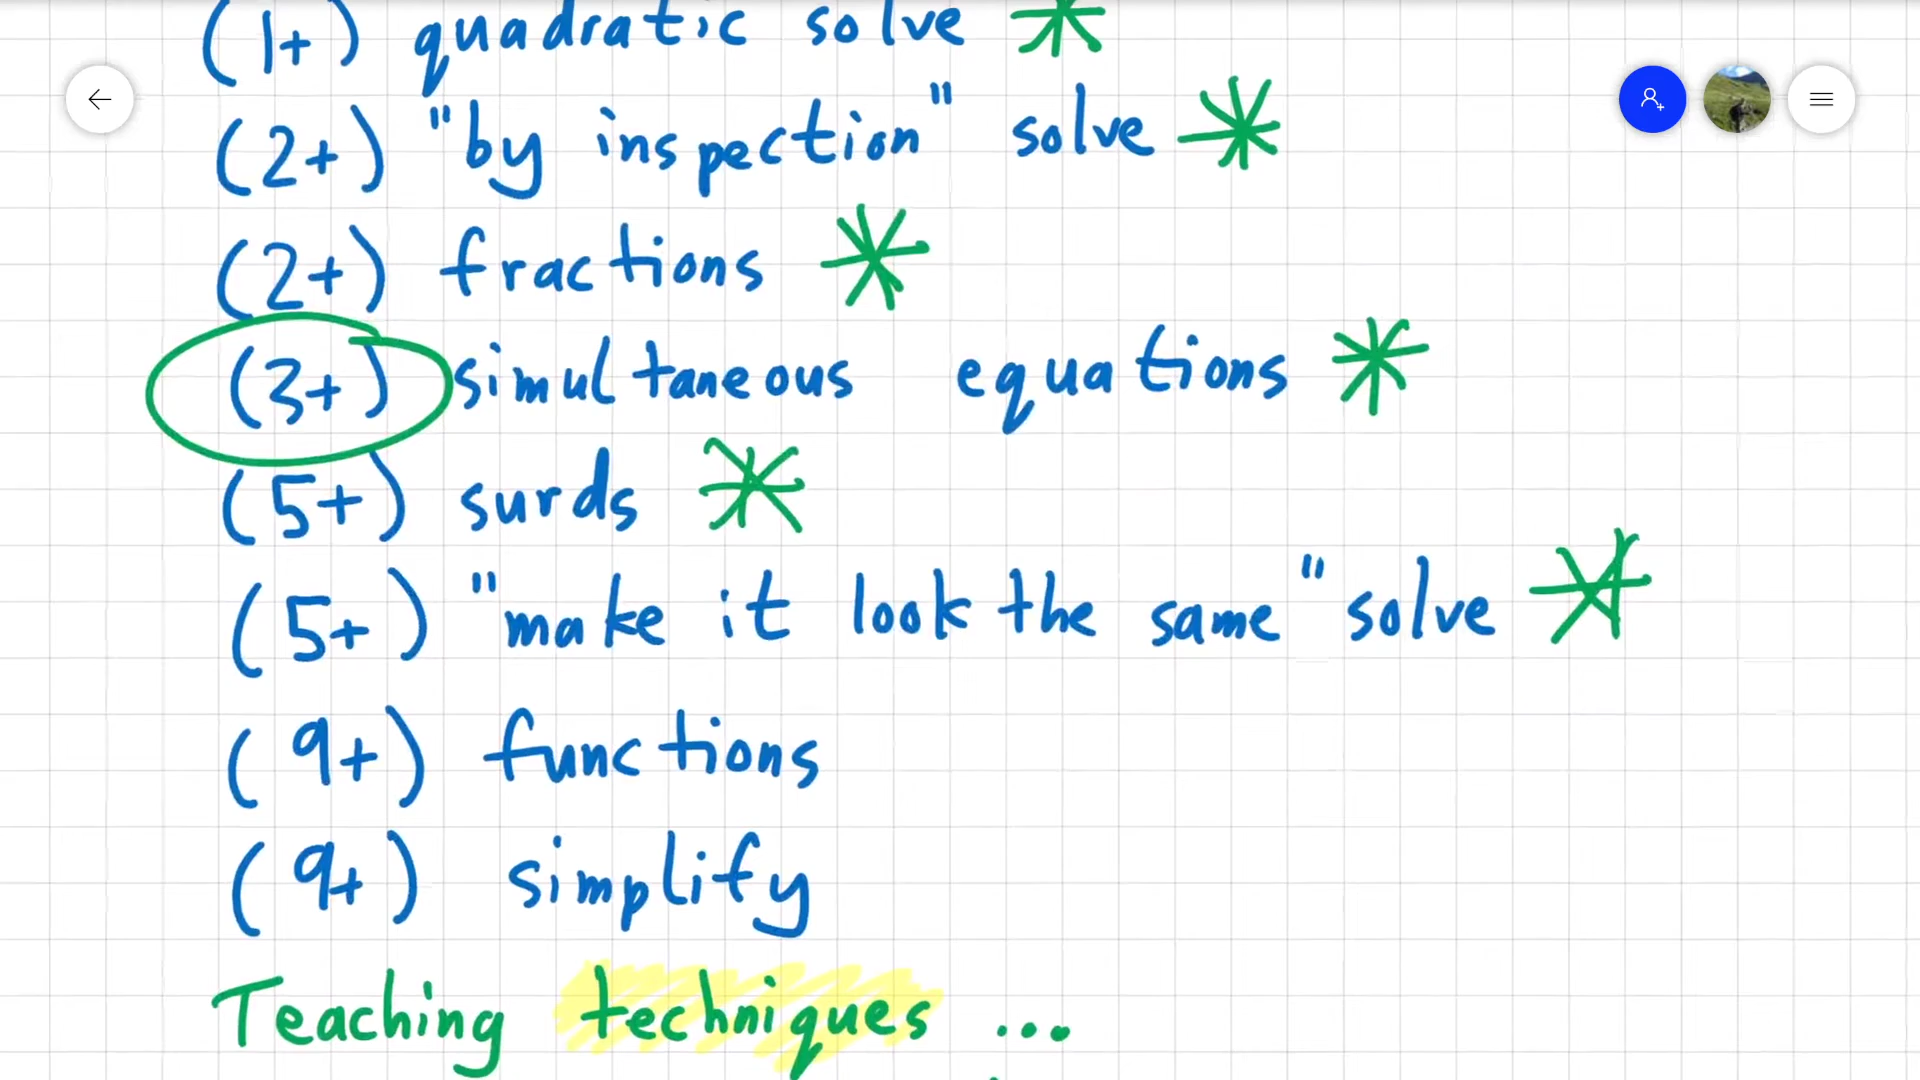 (1+) quadratic solve *
(2+) "by inspection" solve *
(2+) fractions *
(3+) simultaneous equations *
(5+) surds *
(5+) "make it look the same" solve *
(9+) functions
(9+) simplify
Teaching techniques ...